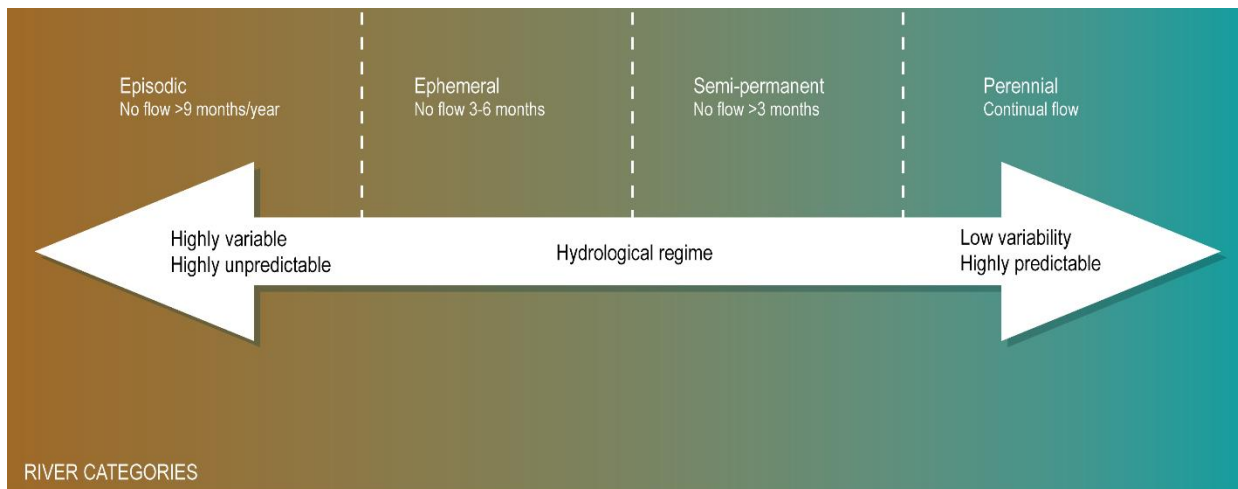 Episodic
No flow >9 months/year
Ephemeral
No flow 3-6 months
Semi-permanent
No flow >3 months
Perennial
Continual flow
Highly variable
Highly unpredictable
Hydrological regime
Low variability
Highly predictable
RIVER CATEGORIES